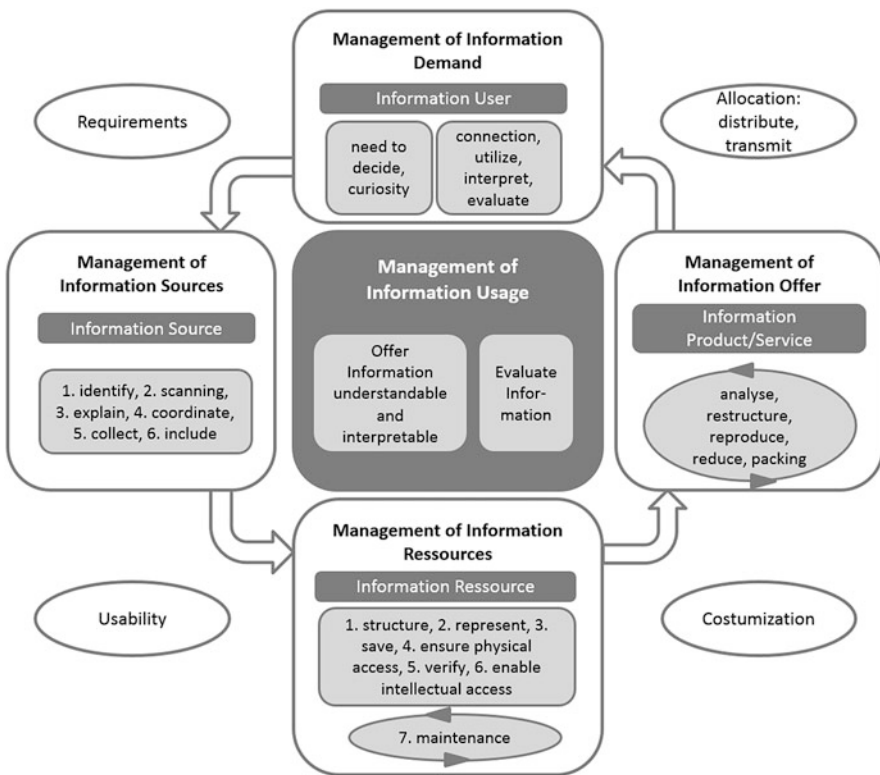 Management of Information
Demand
Information User
need to
decide,
curiosity
connection,
utilize,
interpret,
evaluate
Requirements
Allocation:
distribute,
transmit
Management of
Information Sources
Information Source
1. identify, 2. scanning,
3. explain, 4. coordinate,
5. collect, 6. include
Management of
Information Usage
Offer
Information
understandable
and
interpretable
Evaluate
Infor-
mation
Management of
Information Offer
Information
Product/Service
analyse,
restructure,
reproduce,
reduce, packing
Management of Information
Ressources
Information Ressource
1. structure, 2. represent, 3.
save, 4. ensure physical
access, 5. verify, 6. enable
intellectual access
7. maintenance
Usability
Costumization